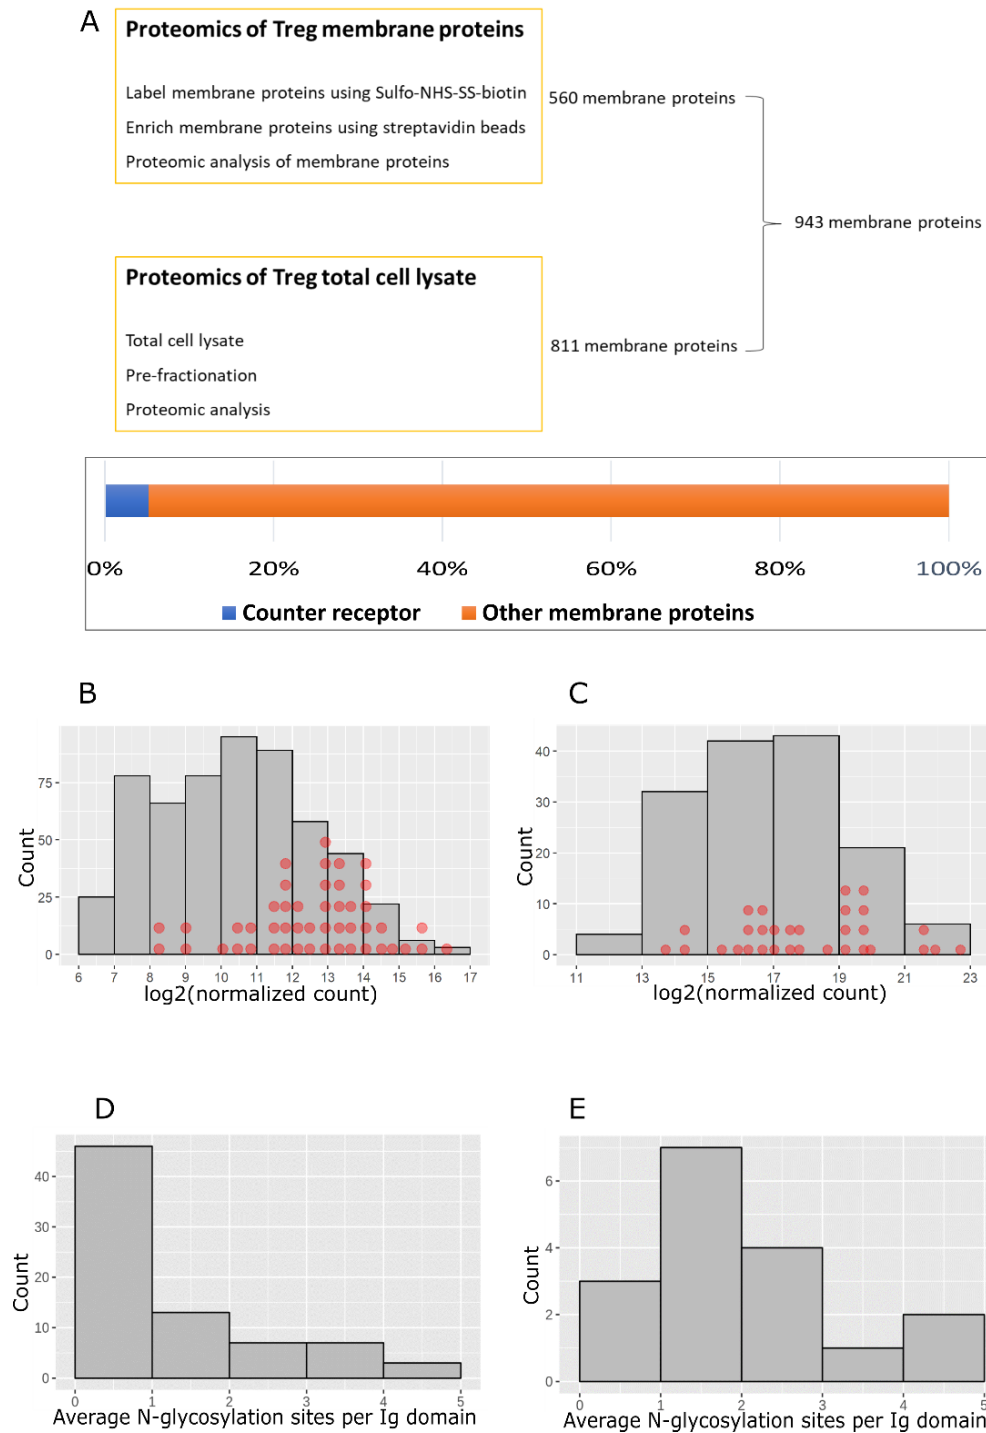 A
Proteomics of Treg membrane proteins
Label membrane proteins using Sulfo-NHS-SS-biotin
Enrich membrane proteins using streptavidin beads
Proteomic analysis of membrane proteins
560 membrane proteins
943 membrane proteins
Proteomics of Treg total cell lysate
Total cell lysate
Pre-fractionation
Proteomic analysis
811 membrane proteins
0% 20% 40% 60% 80% 100%
Counter receptor Other membrane proteins
B
Count
75
50
25
0
6 7 8 9 10 11 12 13 14 15 16 17
log2(normalized count)
C
Count
40
30
20
10
0
11 13 15 17 19 21 23
log2(normalized count)
D
Count
40
30
20
10
0
0 1 2 3 4 5
Average N-glycosylation sites per Ig domain
E
Count
6
4
2
0
0 1 2 3 4 5
Average N-glycosylation sites per Ig domain